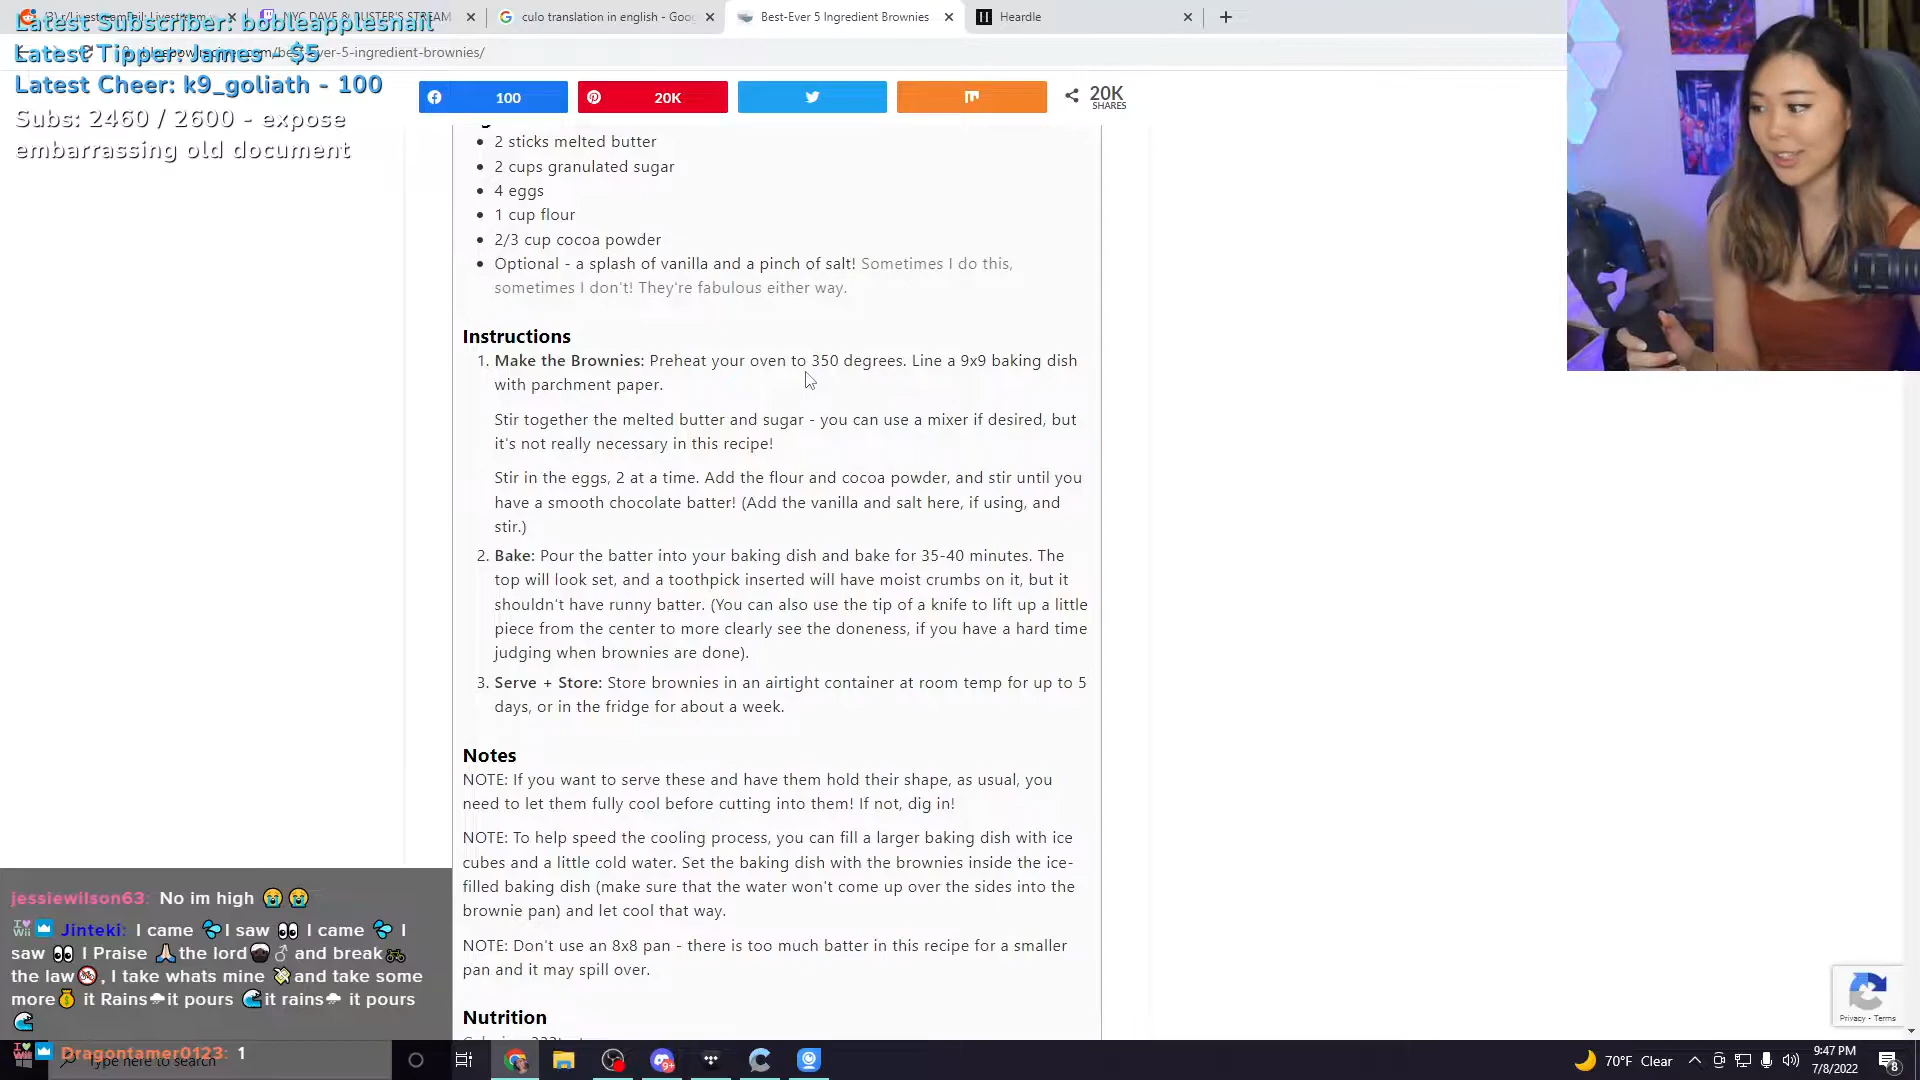 (3) r/LivestreamFail: Livestream
NYC DAVE & BUSTER'S STREAM
culo translation in english - Goo
Best-Ever 5 Ingredient Brownies
Heardle
Latest Subscriber: bobleapplesnail
Latest Tipper: James - $5
Latest Cheer: k9_goliath - 100
Subs: 2460 / 2600 - expose
embarrassing old document
-ever-5-ingredient-brownies/
100
20K
20K
SHARES
2 sticks melted butter
2 cups granulated sugar
4 eggs
1 cup flour
2/3 cup cocoa powder
Optional - a splash of vanilla and a pinch of salt! Sometimes I do this,
sometimes I don't! They're fabulous either way.
Instructions
1. Make the Brownies: Preheat your oven to 350 degrees. Line a 9x9 baking dish
with parchment paper.
Stir together the melted butter and sugar - you can use a mixer if desired, but
it's not really necessary in this recipe!
Stir in the eggs, 2 at a time. Add the flour and cocoa powder, and stir until you
have a smooth chocolate batter! (Add the vanilla and salt here, if using, and
stir.)
2. Bake: Pour the batter into your baking dish and bake for 35-40 minutes. The
top will look set, and a toothpick inserted will have moist crumbs on it, but it
shouldn't have runny batter. (You can also use the tip of a knife to lift up a little
piece from the center to more clearly see the doneness, if you have a hard time
judging when brownies are done).
3. Serve + Store: Store brownies in an airtight container at room temp for up to 5
days, or in the fridge for about a week.
Notes
NOTE: If you want to serve these and have them hold their shape, as usual, you
need to let them fully cool before cutting into them! If not, dig in!
NOTE: To help speed the cooling process, you can fill a larger baking dish with ice
cubes and a little cold water. Set the baking dish with the brownies inside the ice-
filled baking dish (make sure that the water won't come up over the sides into the
brownie pan) and let cool that way.
NOTE: Don't use an 8x8 pan - there is too much batter in this recipe for a smaller
pan and it may spill over.
Nutrition
jessiewilson63: No im high 😭😭
Jinteki: I came 💦I saw 👀 I came 💦 I
saw 👀 I Praise 🙏the lord♂ and break🚲
the law🚫, I take whats mine 💸and take some
more💰 it Rains🌧it pours 🌊it rains🌧 it pours
🌊
Dragontamer0123: 1
Type here to search
Privacy - Terms
70°F Clear
9:47 PM
7/8/2022
8